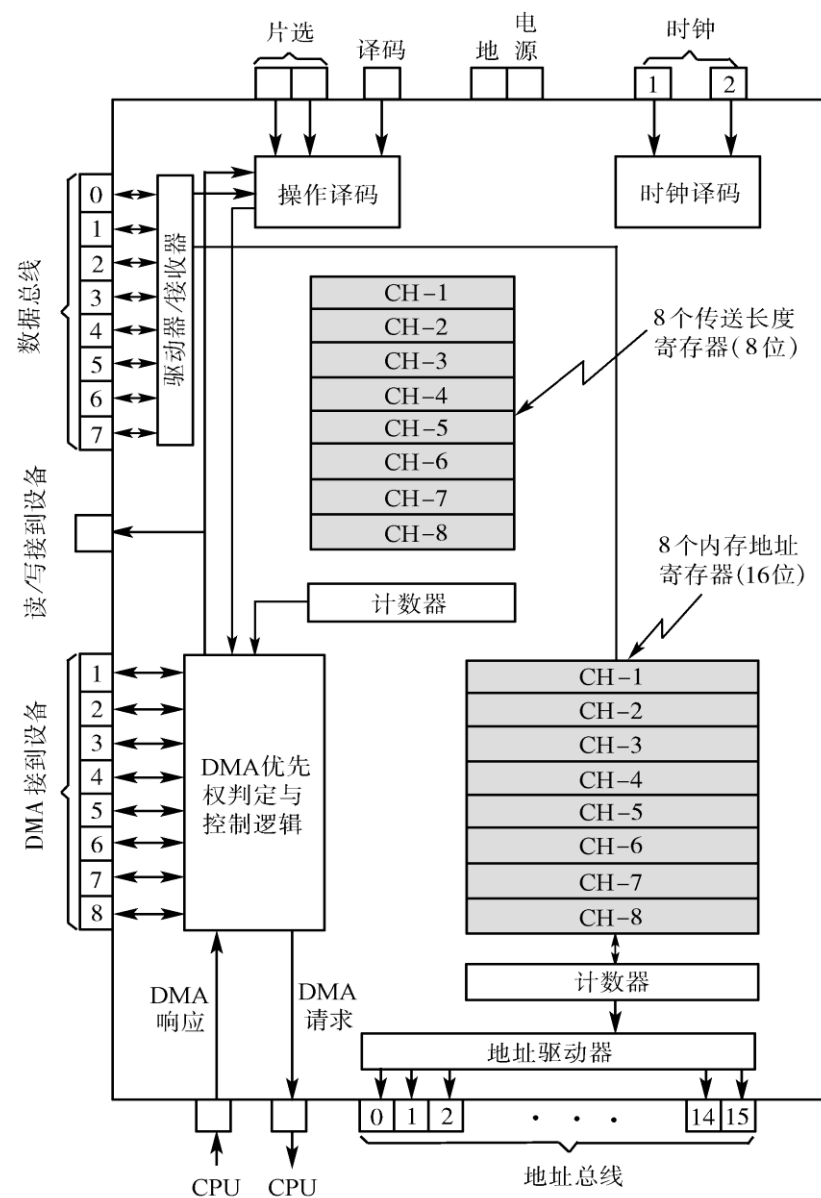 片选
译码
地
电源
时钟
1
2
操作译码
时钟译码
数据总线
0
1
2
3
4
5
6
7
驱动器/接收器
CH-1
CH-2
CH-3
CH-4
CH-5
CH-6
CH-7
CH-8
8个传送长度
寄存器(8位)
读/写接到设备
计数器
8个内存地址
寄存器(16位)
DMA接到设备
1
2
3
4
5
6
7
8
DMA优先
权判定与
控制逻辑
CH-1
CH-2
CH-3
CH-4
CH-5
CH-6
CH-7
CH-8
计数器
DMA
响应
DMA
请求
地址驱动器
0
1
2
· · ·
14
15
地址总线
CPU
CPU